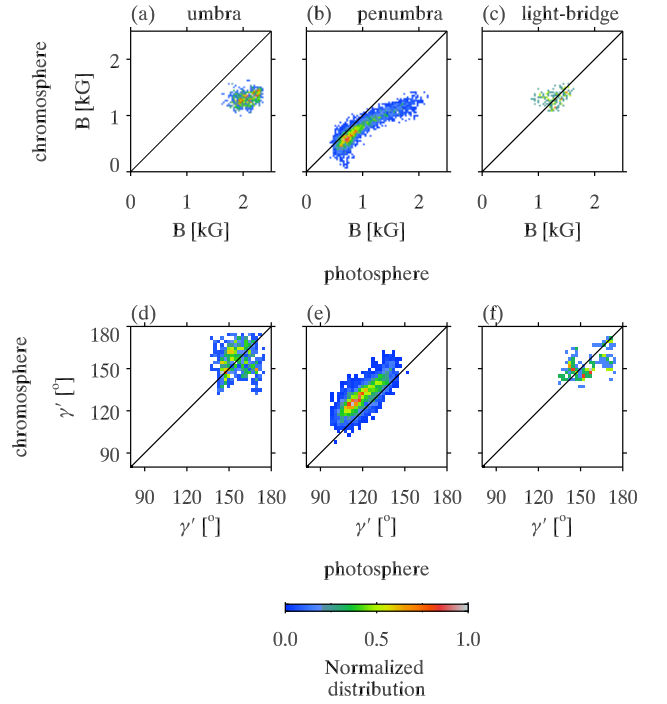 (a) umbra (b) penumbra (c) light-bridge
chromosphere
B [kG]
2
1
0
0 1 2 0 1 2 0 1 2
B [kG] B [kG] B [kG]
photosphere
(d) (e) (f)
chromosphere
γ′ [°]
180
150
120
90
90 120 150 180 90 120 150 180 90 120 150 180
γ′ [°] γ′ [°] γ′ [°]
photosphere
0.0 0.5 1.0
Normalized
distribution